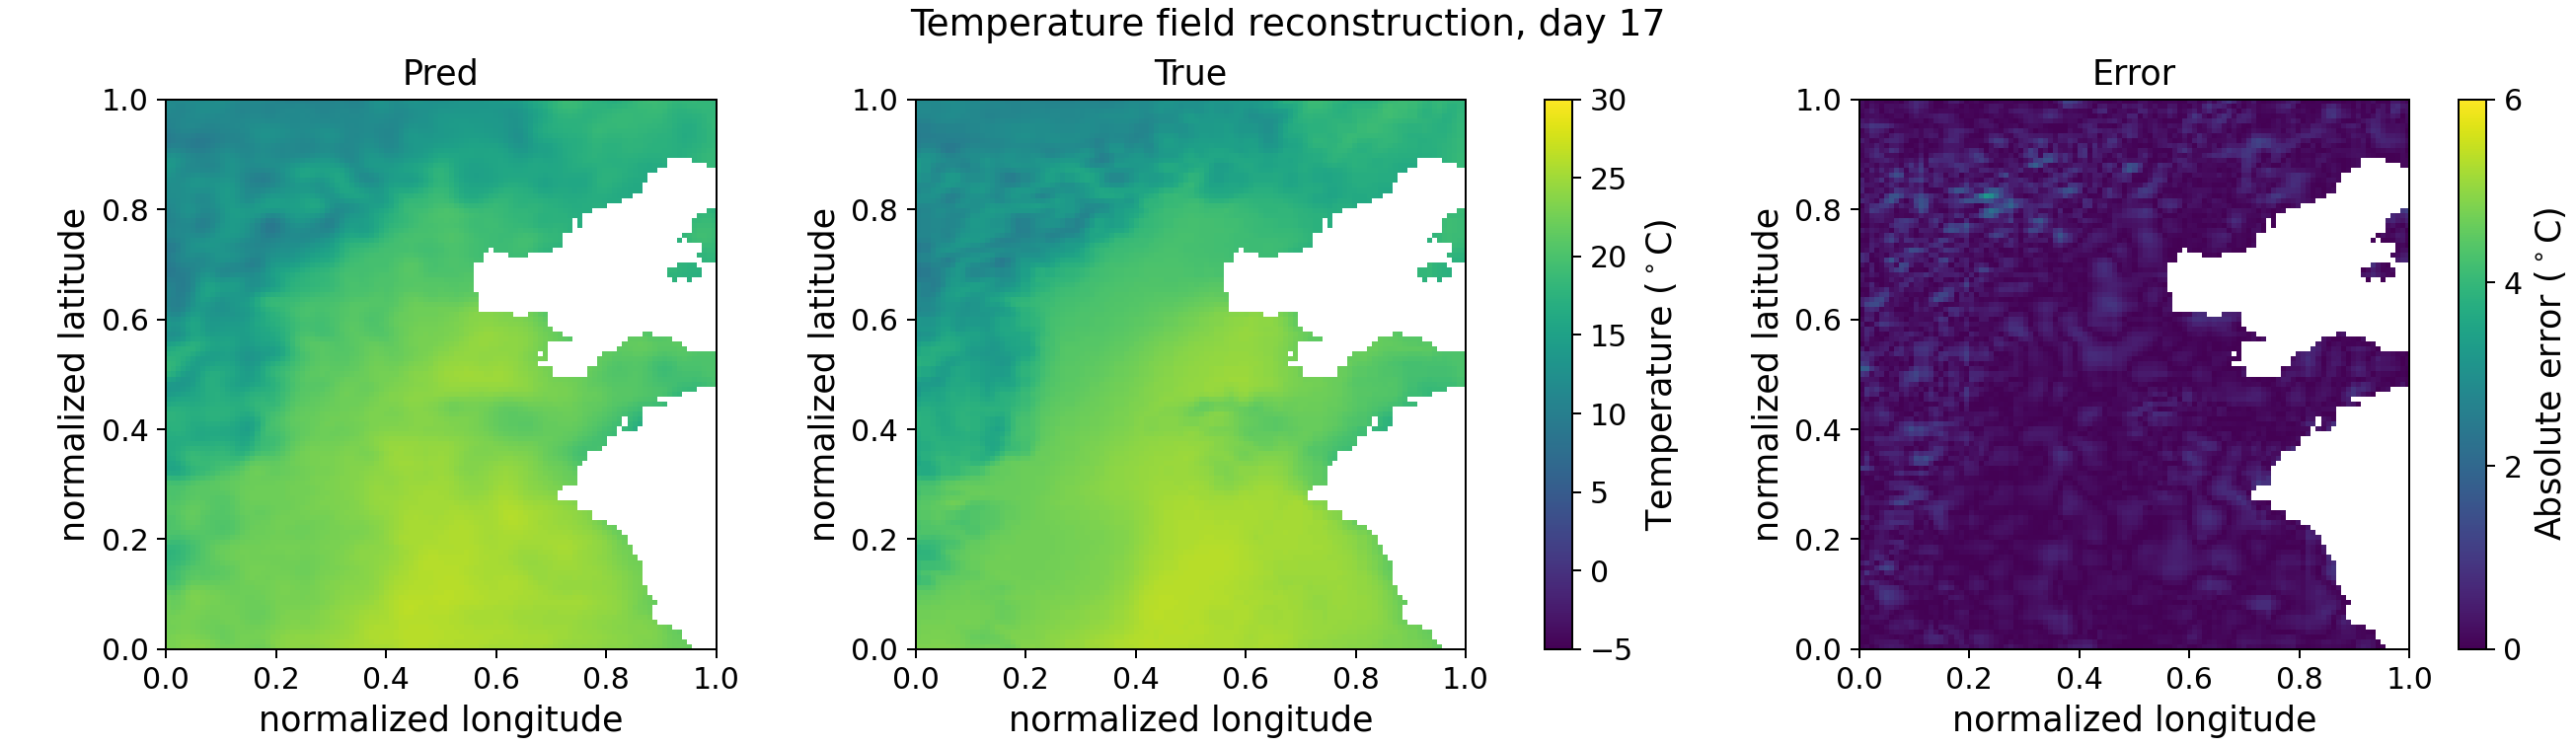 Temperature field reconstruction, day 17
Pred
True
Error
1.0
0.8
0.6
0.4
0.2
0.0
normalized latitude
0.0 0.2 0.4 0.6 0.8 1.0
normalized longitude
1.0
0.8
0.6
0.4
0.2
0.0
normalized latitude
0.0 0.2 0.4 0.6 0.8 1.0
normalized longitude
30
25
20
15
10
5
0
−5
Temperature (°C)
1.0
0.8
0.6
0.4
0.2
0.0
normalized latitude
0.0 0.2 0.4 0.6 0.8 1.0
normalized longitude
6
4
2
0
Absolute error (°C)